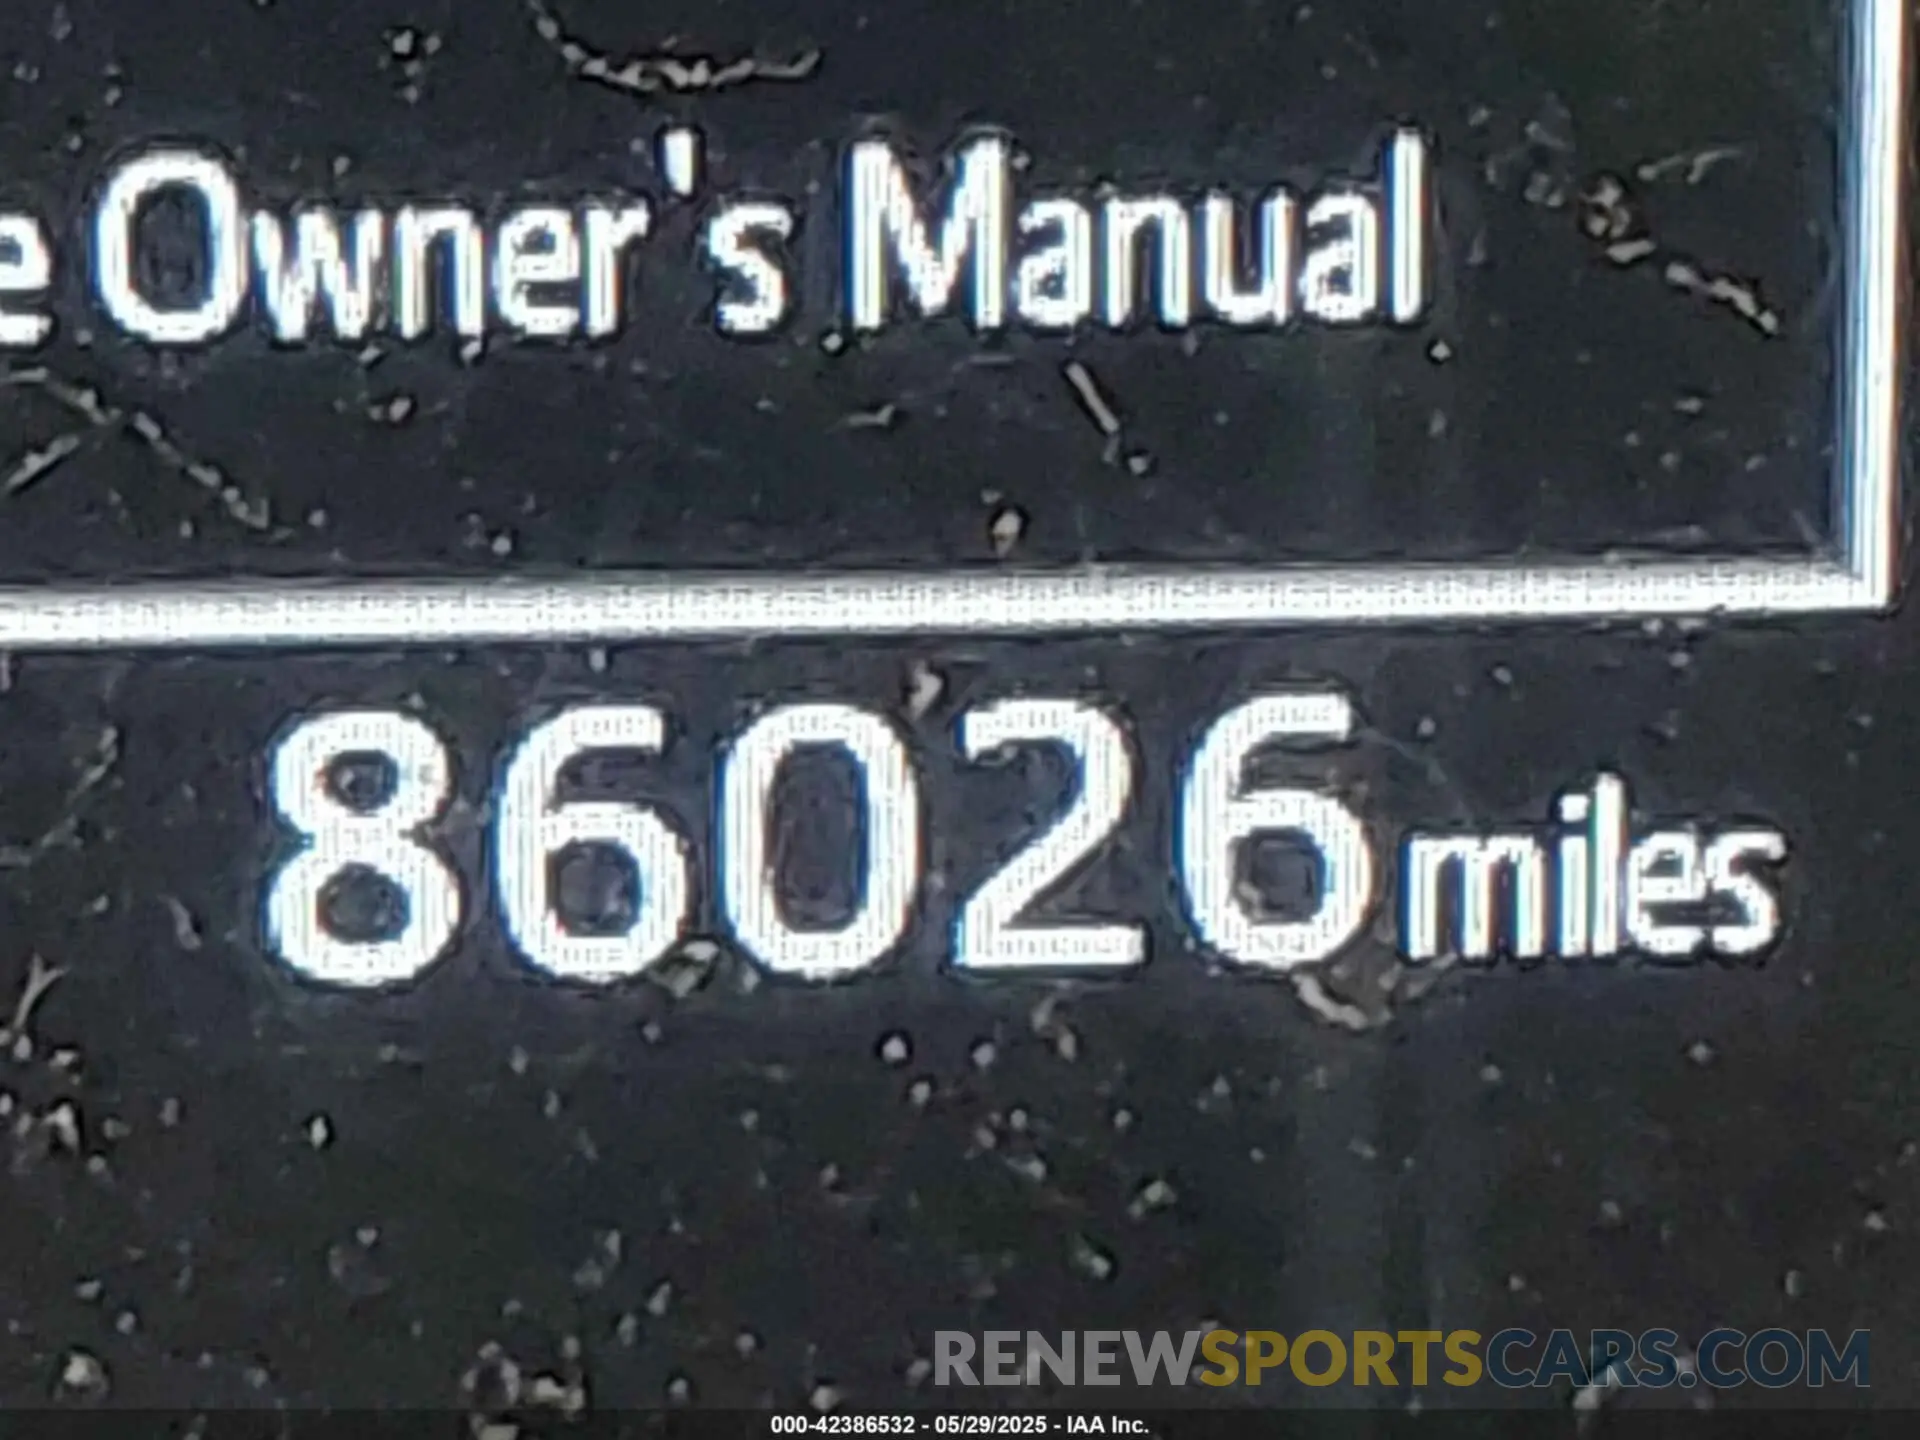 e Owner's Manual
86026 miles
RENEWSPORTSCARS.COM
000-42386532 - 05/29/2025 - IAA Inc.